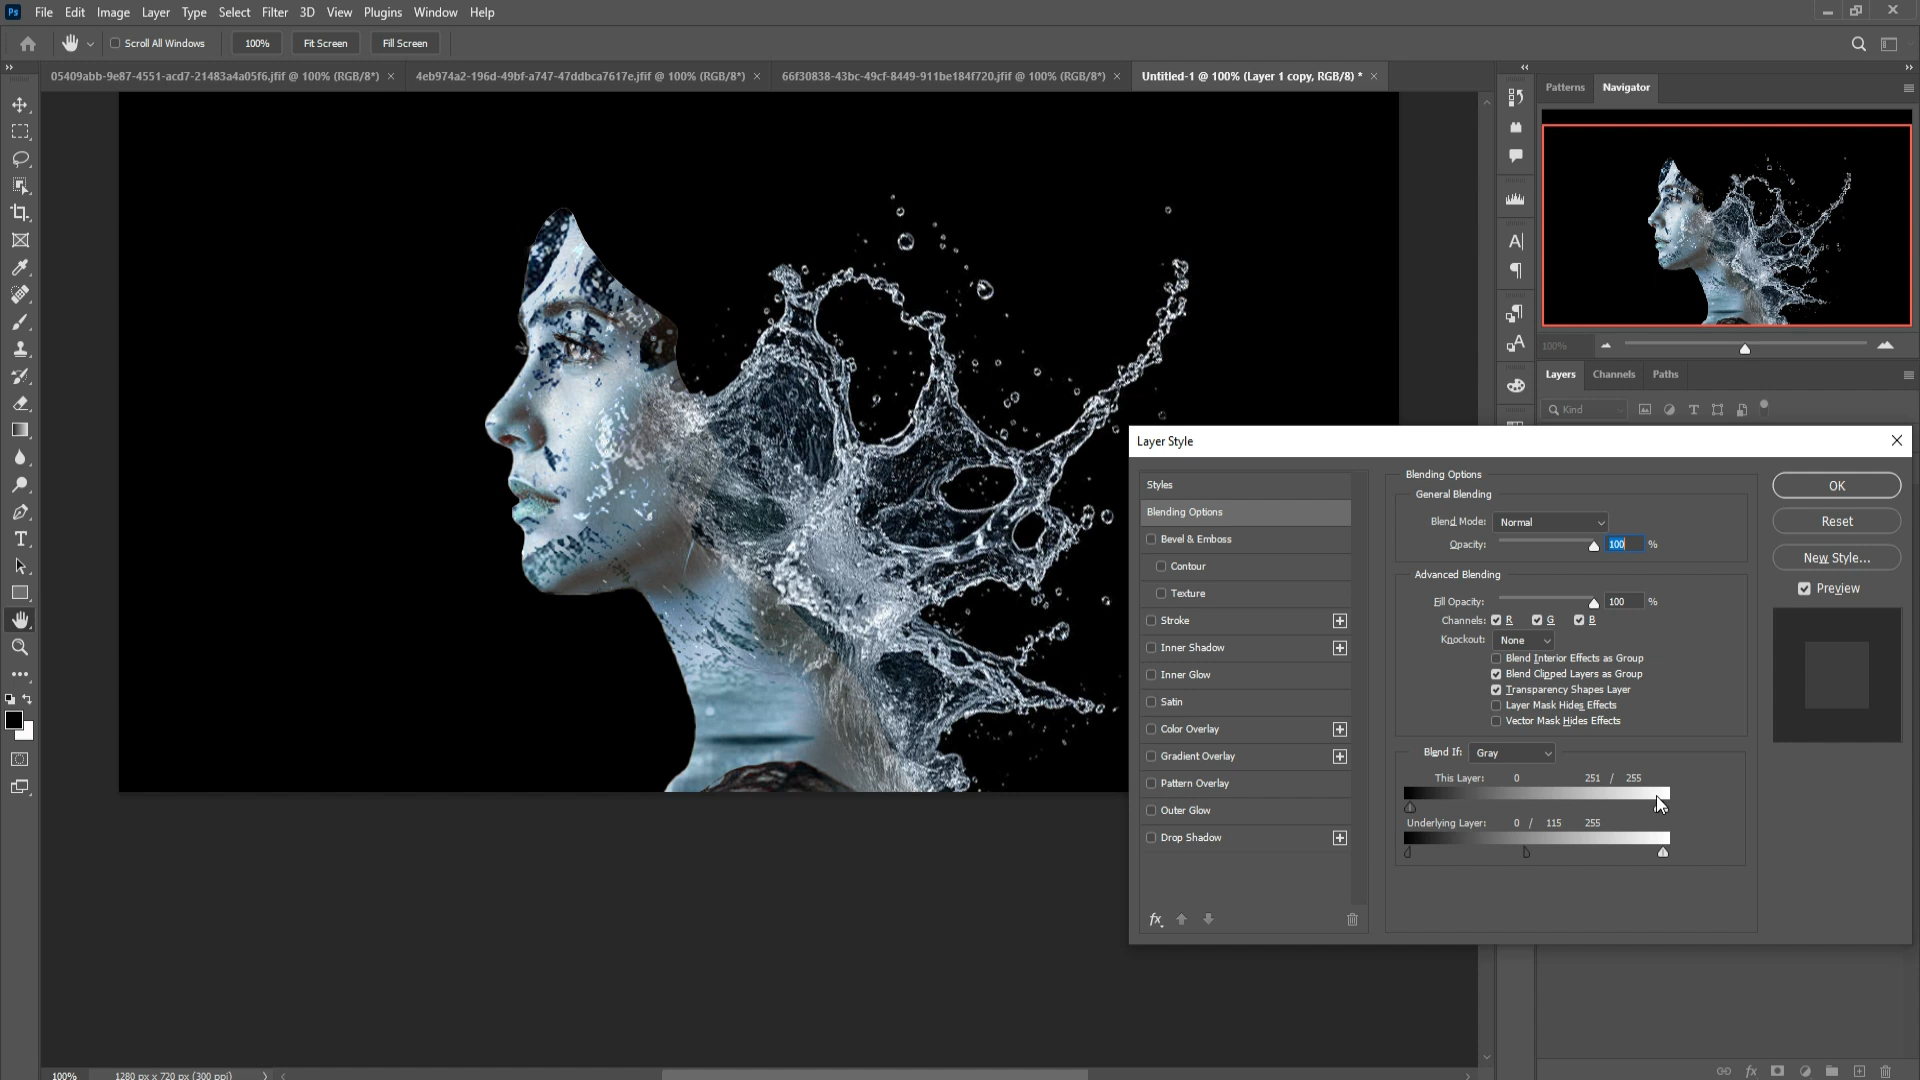 Ps File Edit Image Layer Type Select Filter 3D View Plugins Window Help
Scroll All Windows 100% Fit Screen Fill Screen
05409abb-9e87-4551-acd7-21483a4a05f6.jfif @ 100% (RGB/8*) × 4eb974a2-196d-49bf-a747-47ddbca7617e.jfif @ 100% (RGB/8*) × 66f30838-43bc-49cf-8449-911be184f720.jfif @ 100% (RGB/8*) × Untitled-1 @ 100% (Layer 1 copy, RGB/8) * ×
Patterns Navigator
100%
Layers Channels Paths
Kind
Layer Style
Styles
Blending Options
Bevel & Emboss
Contour
Texture
Stroke
Inner Shadow
Inner Glow
Satin
Color Overlay
Gradient Overlay
Pattern Overlay
Outer Glow
Drop Shadow
fx
Blending Options
General Blending
Blend Mode: Normal
Opacity: 100 %
Advanced Blending
Fill Opacity: 100 %
Channels: R G B
Knockout: None
Blend Interior Effects as Group
Blend Clipped Layers as Group
Transparency Shapes Layer
Layer Mask Hides Effects
Vector Mask Hides Effects
Blend If: Gray
This Layer: 0 251 / 255
Underlying Layer: 0 / 115 255
OK
Reset
New Style...
Preview
100% 1280 px x 720 px (300 ppi)
fx